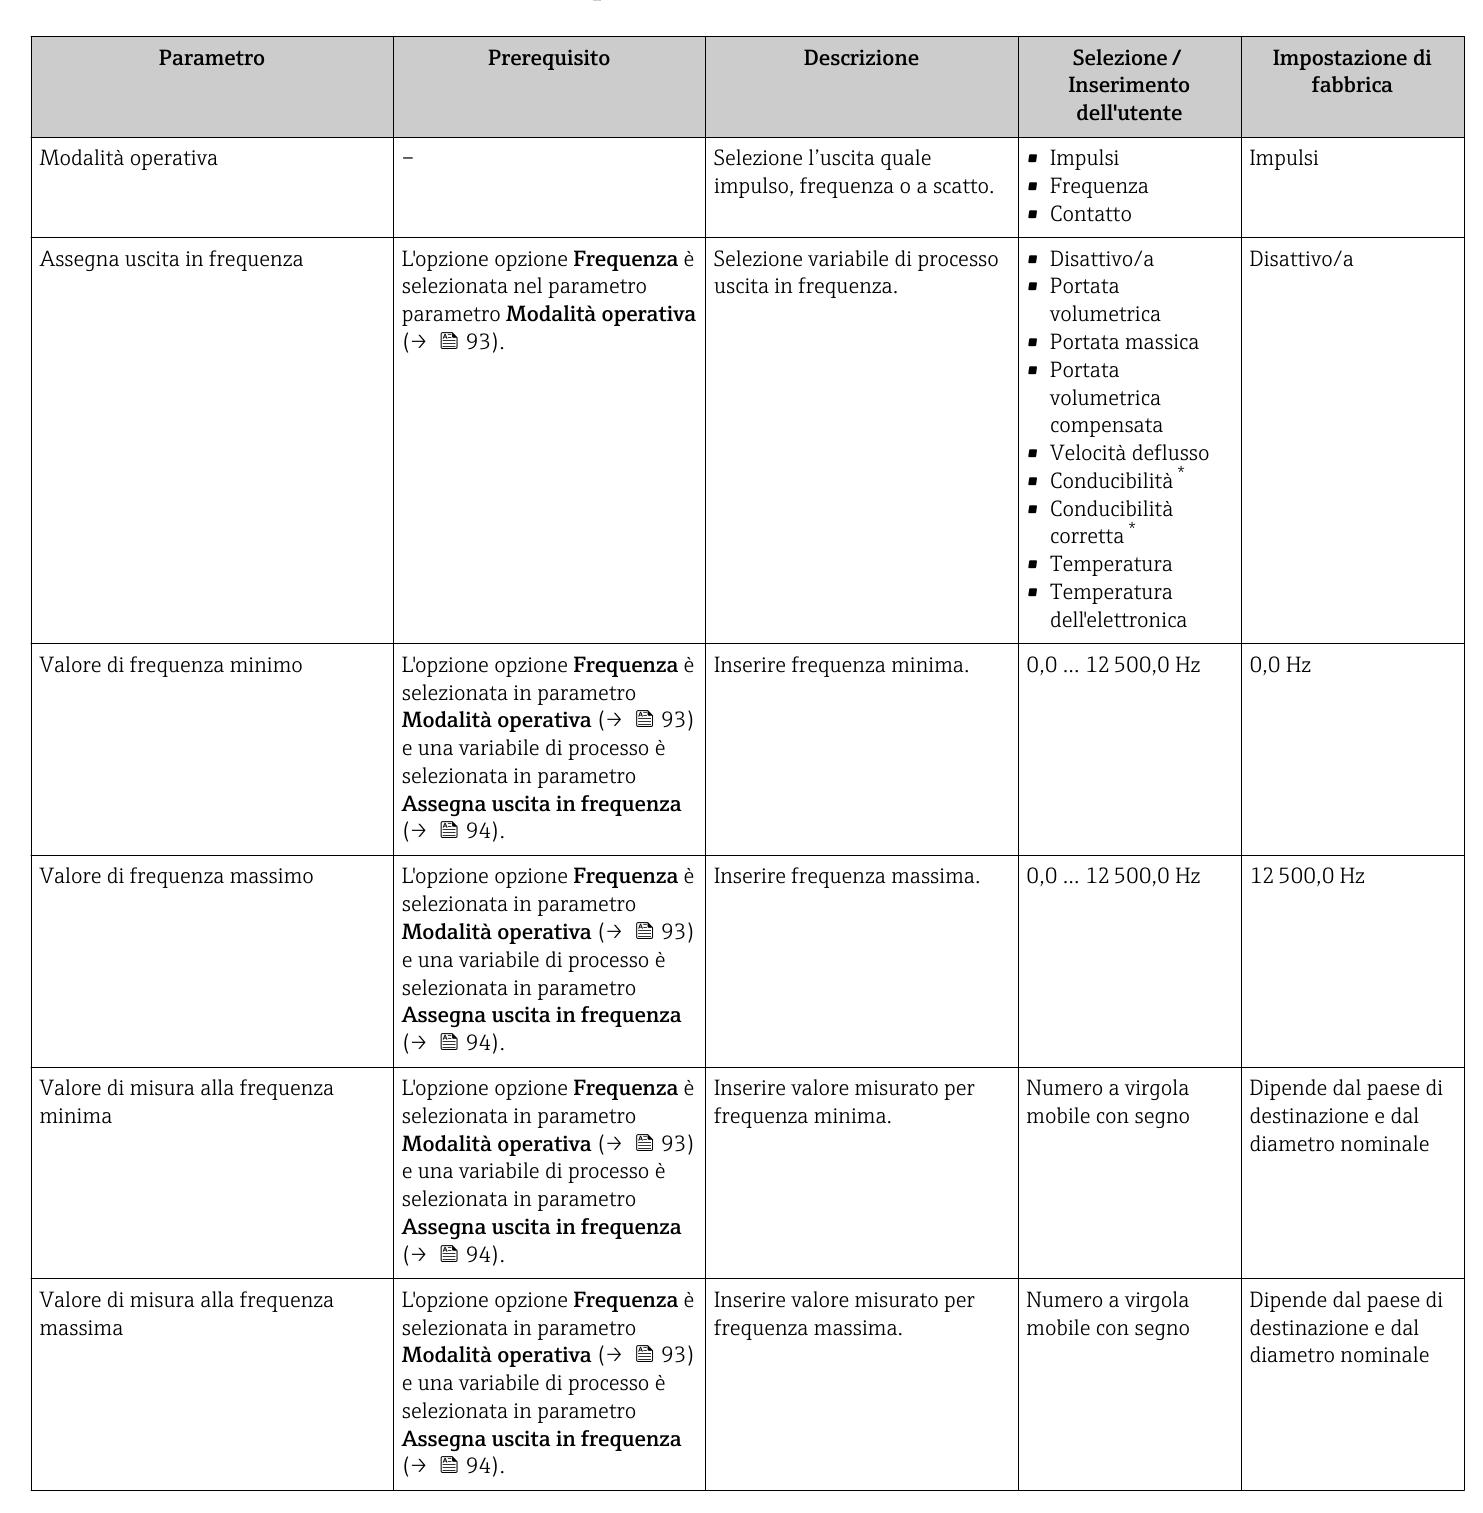 Parametro
Prerequisito
Descrizione
Selezione /
Inserimento
dell'utente
Impostazione di
fabbrica
Modalità operativa
–
Selezione l’uscita quale
impulso, frequenza o a scatto.
▪ Impulsi
▪ Frequenza
▪ Contatto
Impulsi
Assegna uscita in frequenza
L'opzione opzione Frequenza è
selezionata nel parametro
parametro Modalità operativa
(→ 93).
Selezione variabile di processo
uscita in frequenza.
▪ Disattivo/a
▪ Portata
volumetrica
▪ Portata massica
▪ Portata
volumetrica
compensata
▪ Velocità deflusso
▪ Conducibilità *
▪ Conducibilità
corretta *
▪ Temperatura
▪ Temperatura
dell'elettronica
Disattivo/a
Valore di frequenza minimo
L'opzione opzione Frequenza è
selezionata in parametro
Modalità operativa (→ 93)
e una variabile di processo è
selezionata in parametro
Assegna uscita in frequenza
(→ 94).
Inserire frequenza minima.
0,0 … 12 500,0 Hz
0,0 Hz
Valore di frequenza massimo
L'opzione opzione Frequenza è
selezionata in parametro
Modalità operativa (→ 93)
e una variabile di processo è
selezionata in parametro
Assegna uscita in frequenza
(→ 94).
Inserire frequenza massima.
0,0 … 12 500,0 Hz
12 500,0 Hz
Valore di misura alla frequenza
minima
L'opzione opzione Frequenza è
selezionata in parametro
Modalità operativa (→ 93)
e una variabile di processo è
selezionata in parametro
Assegna uscita in frequenza
(→ 94).
Inserire valore misurato per
frequenza minima.
Numero a virgola
mobile con segno
Dipende dal paese di
destinazione e dal
diametro nominale
Valore di misura alla frequenza
massima
L'opzione opzione Frequenza è
selezionata in parametro
Modalità operativa (→ 93)
e una variabile di processo è
selezionata in parametro
Assegna uscita in frequenza
(→ 94).
Inserire valore misurato per
frequenza massima.
Numero a virgola
mobile con segno
Dipende dal paese di
destinazione e dal
diametro nominale